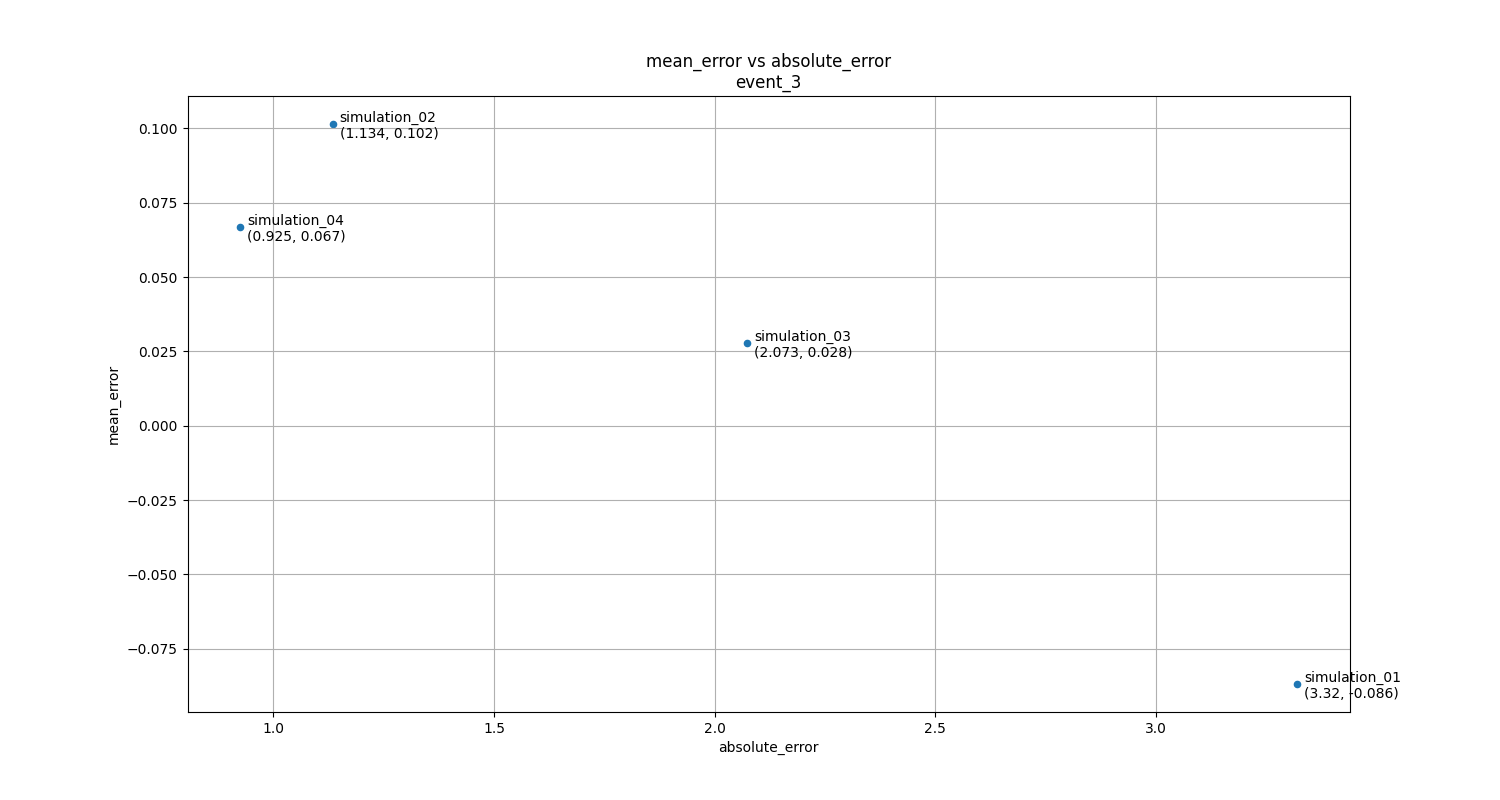 mean_error vs absolute_error
event_3
simulation_02
(1.134, 0.102)
simulation_04
(0.925, 0.067)
simulation_03
(2.073, 0.028)
simulation_01
(3.32, -0.086)
0.100
0.075
0.050
0.025
0.000
−0.025
−0.050
−0.075
mean_error
1.0
1.5
2.0
2.5
3.0
absolute_error